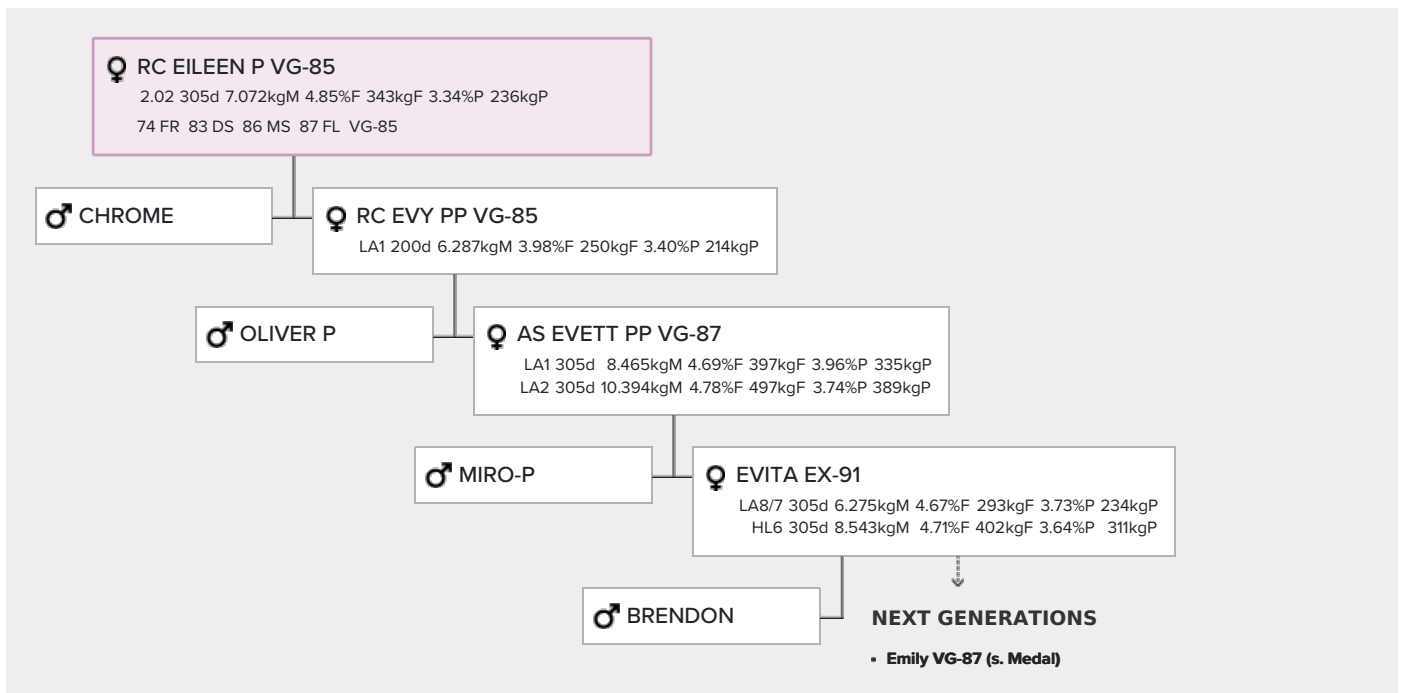 RC EILEEN P VG-85
2.02 305d 7.072kgM 4.85%F 343kgF 3.34%P 236kgP
74 FR 83 DS 86 MS 87 FL VG-85
CHROME
RC EVY PP VG-85
LA1 200d 6.287kgM 3.98%F 250kgF 3.40%P 214kgP
OLIVER P
AS EVETT PP VG-87
LA1 305d 8.465kgM 4.69%F 397kgF 3.96%P 335kgP
LA2 305d 10.394kgM 4.78%F 497kgF 3.74%P 389kgP
MIRO-P
EVITA EX-91
LA8/7 305d 6.275kgM 4.67%F 293kgF 3.73%P 234kgP
HL6 305d 8.543kgM 4.71%F 402kgF 3.64%P 311kgP
BRENDON
NEXT GENERATIONS
• Emily VG-87 (s. Medal)